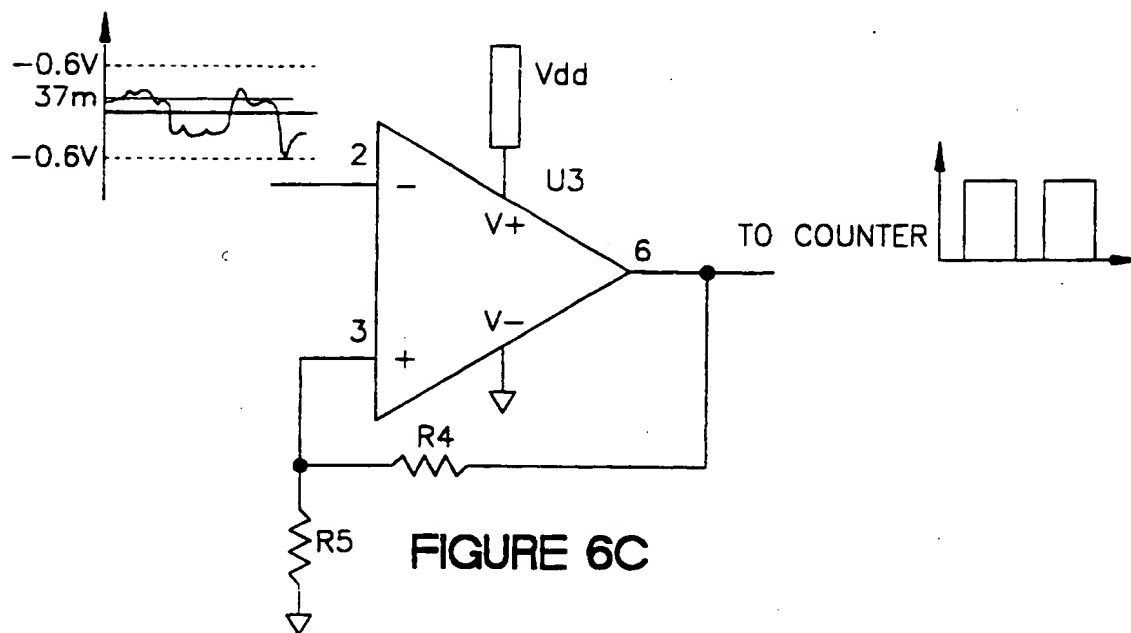 -0.6V
37m
-0.6V
Vdd
2
-
U3
V+
TO COUNTER
6
3
+
V-
R4
R5
FIGURE 6C